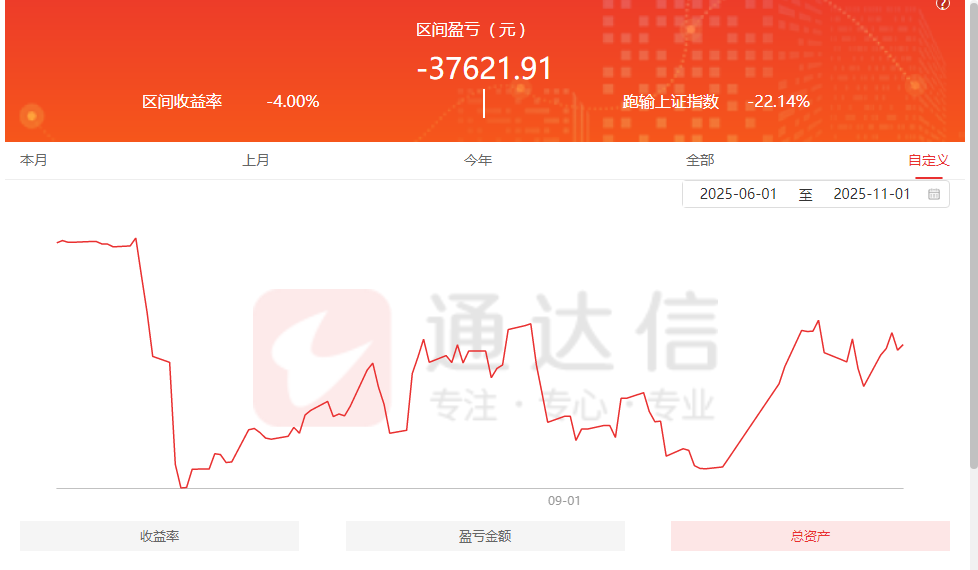 区间盈亏（元）
-37621.91
区间收益率 -4.00% 跑输上证指数 -22.14%
本月 上月 今年 全部 自定义
2025-06-01 至 2025-11-01
通达信
专注·专心·专业
09-01
收益率 盈亏金额 总资产